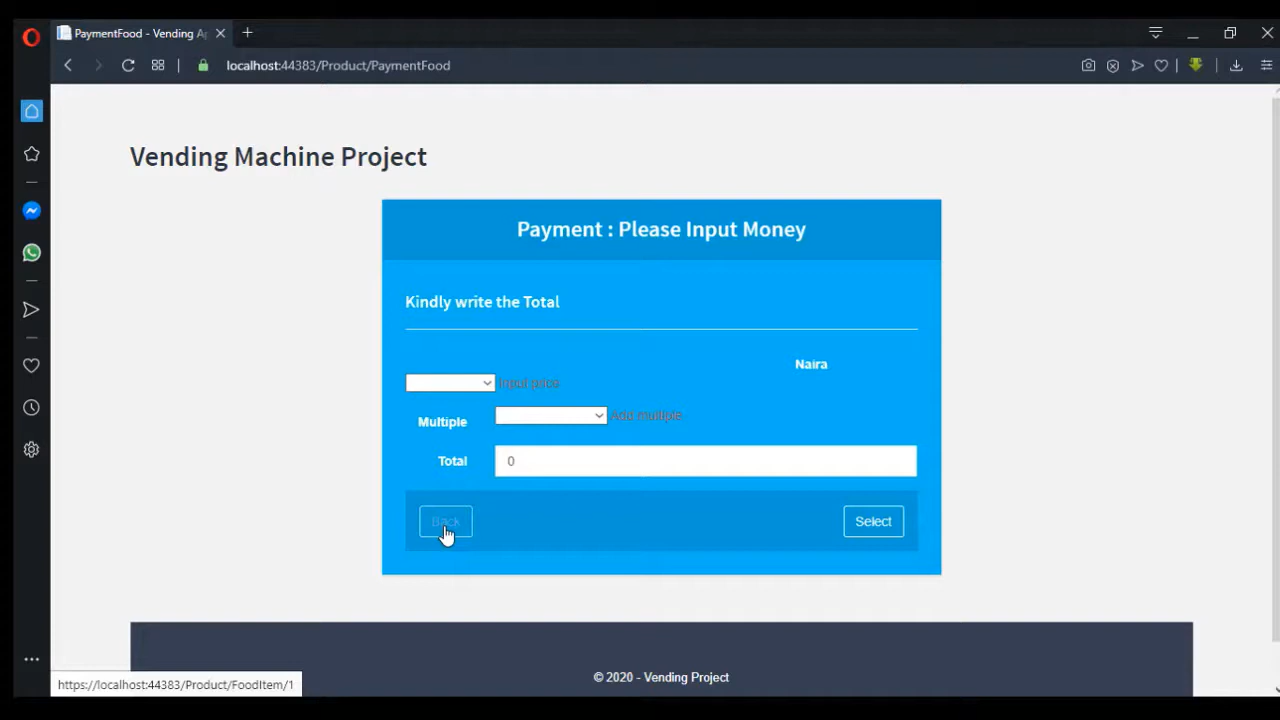 PaymentFood - Vending Ap
localhost:44383/Product/PaymentFood
Vending Machine Project
Payment : Please Input Money
Kindly write the Total
Naira
Input price
Multiple
Add multiple
Total
0
Back
Select
© 2020 - Vending Project
https://localhost:44383/Product/FoodItem/1